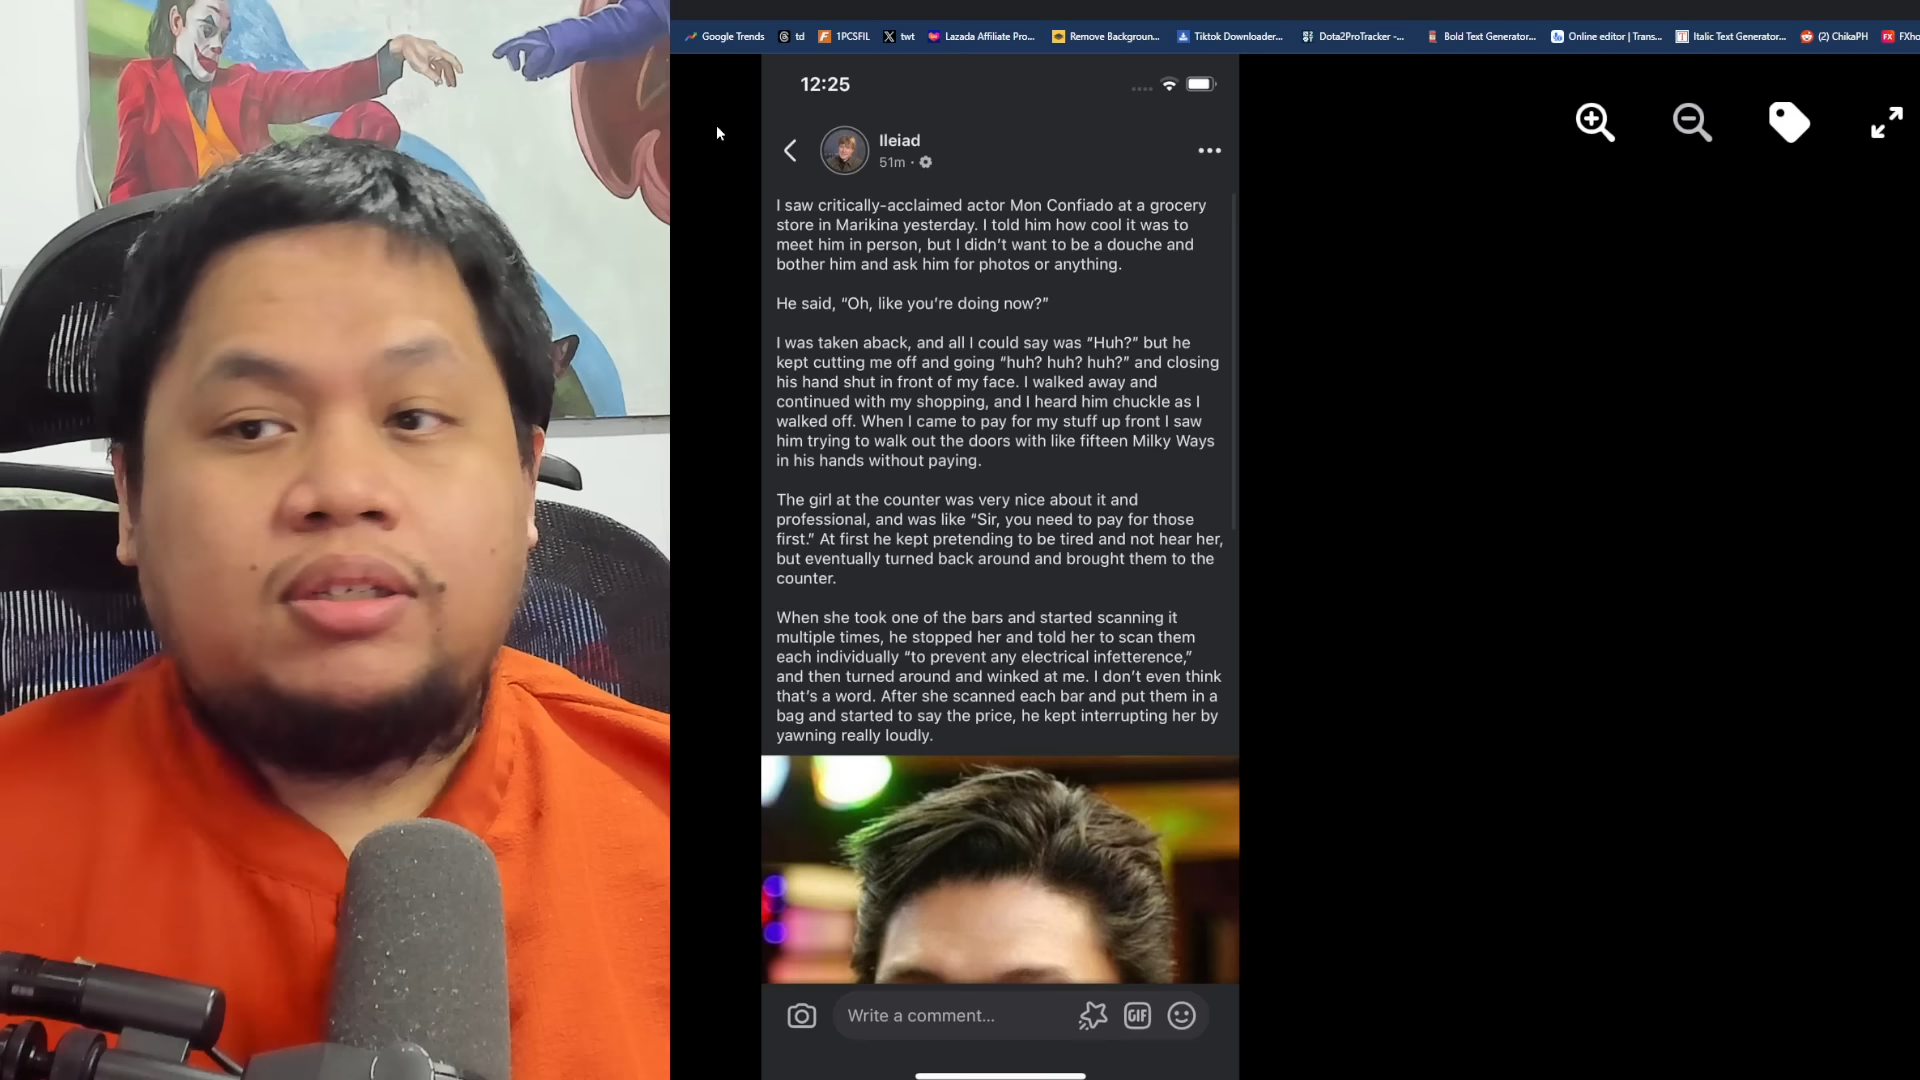 Google Trends
td
1PCSFIL
twt
Lazada Affiliate Pro...
Remove Backgroun...
Tiktok Downloader...
Dota2ProTracker -...
Bold Text Generator...
Online editor | Trans...
Italic Text Generator...
(2) ChikaPH
FXho
12:25
Ileiad
51m ·
I saw critically-acclaimed actor Mon Confiado at a grocery
store in Marikina yesterday. I told him how cool it was to
meet him in person, but I didn’t want to be a douche and
bother him and ask him for photos or anything.
He said, “Oh, like you’re doing now?”
I was taken aback, and all I could say was “Huh?” but he
kept cutting me off and going “huh? huh? huh?” and closing
his hand shut in front of my face. I walked away and
continued with my shopping, and I heard him chuckle as I
walked off. When I came to pay for my stuff up front I saw
him trying to walk out the doors with like fifteen Milky Ways
in his hands without paying.
The girl at the counter was very nice about it and
professional, and was like “Sir, you need to pay for those
first.” At first he kept pretending to be tired and not hear her,
but eventually turned back around and brought them to the
counter.
When she took one of the bars and started scanning it
multiple times, he stopped her and told her to scan them
each individually “to prevent any electrical infetterence,”
and then turned around and winked at me. I don’t even think
that’s a word. After she scanned each bar and put them in a
bag and started to say the price, he kept interrupting her by
yawning really loudly.
Write a comment...
GIF